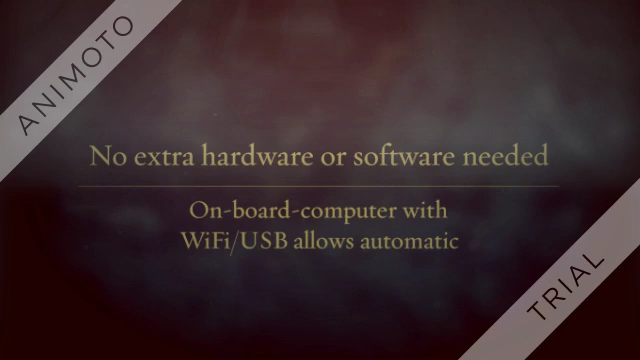 ANIMOTO
No extra hardware or software needed
On-board-computer with
WiFi/USB allows automatic
TRIAL